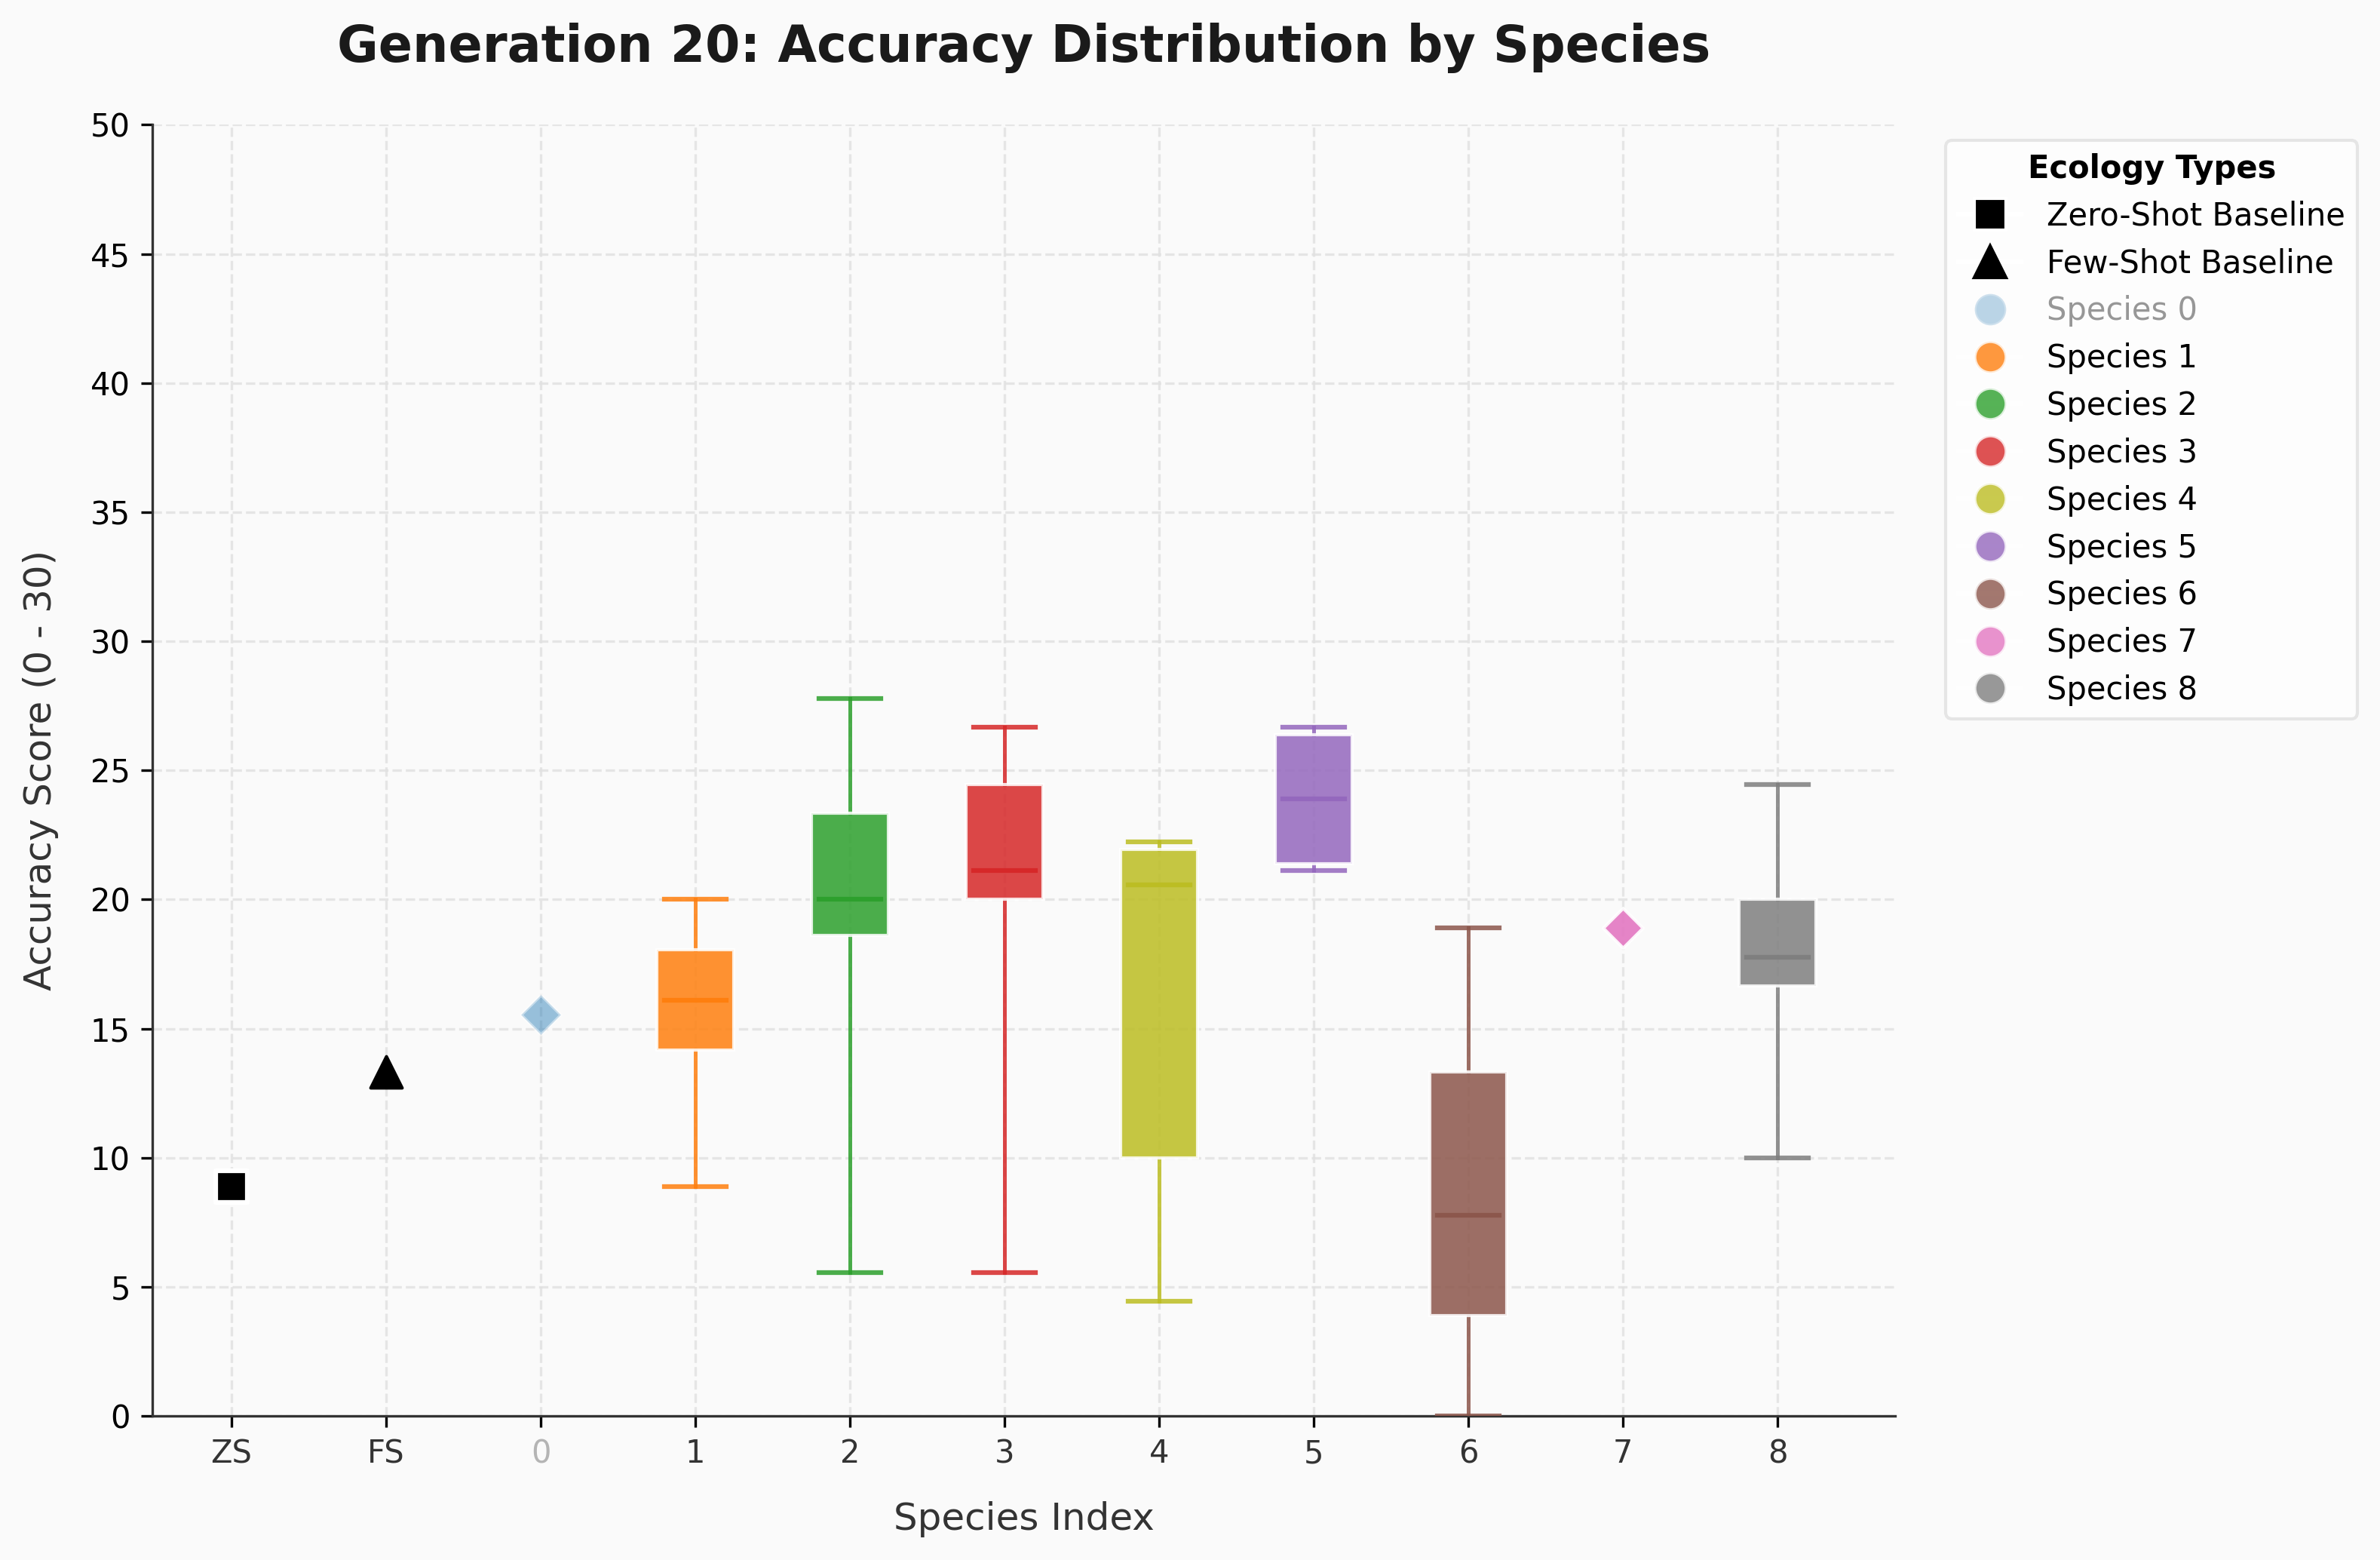 Generation 20: Accuracy Distribution by Species
50
45
40
35
30
25
20
15
10
5
0
Accuracy Score (0 - 30)
ZS FS 0 1 2 3 4 5 6 7 8
Species Index
Ecology Types
Zero-Shot Baseline
Few-Shot Baseline
Species 0
Species 1
Species 2
Species 3
Species 4
Species 5
Species 6
Species 7
Species 8